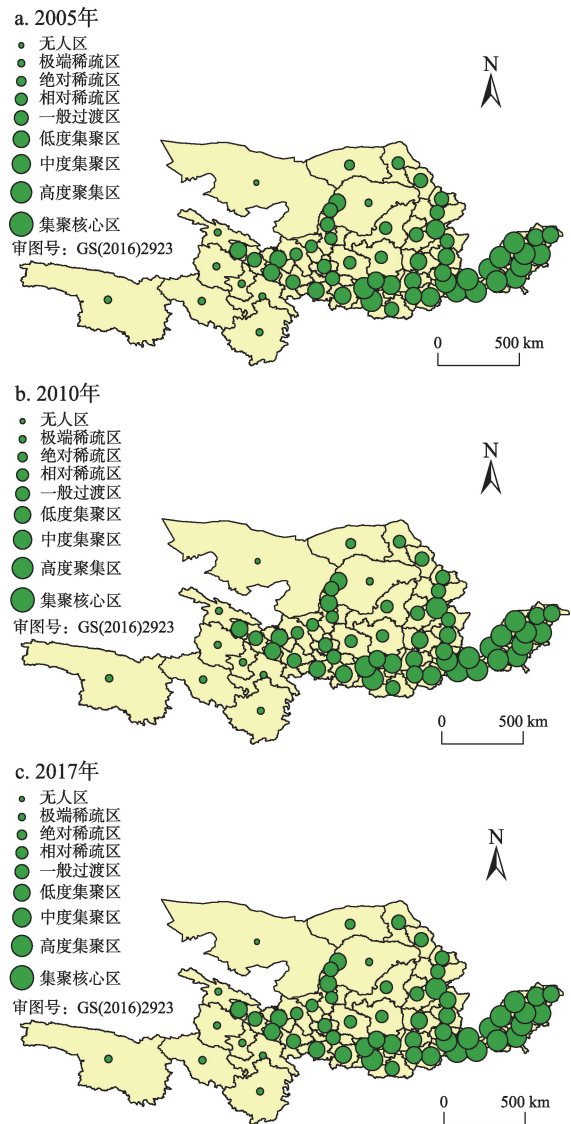 a. 2005年
无人区
极端稀疏区
绝对稀疏区
相对稀疏区
一般过渡区
低度集聚区
中度集聚区
高度聚集区
集聚核心区
审图号：GS(2016)2923
N
0 500 km
b. 2010年
无人区
极端稀疏区
绝对稀疏区
相对稀疏区
一般过渡区
低度集聚区
中度集聚区
高度聚集区
集聚核心区
审图号：GS(2016)2923
N
0 500 km
c. 2017年
无人区
极端稀疏区
绝对稀疏区
相对稀疏区
一般过渡区
低度集聚区
中度集聚区
高度集聚区
集聚核心区
审图号：GS(2016)2923
N
0 500 km